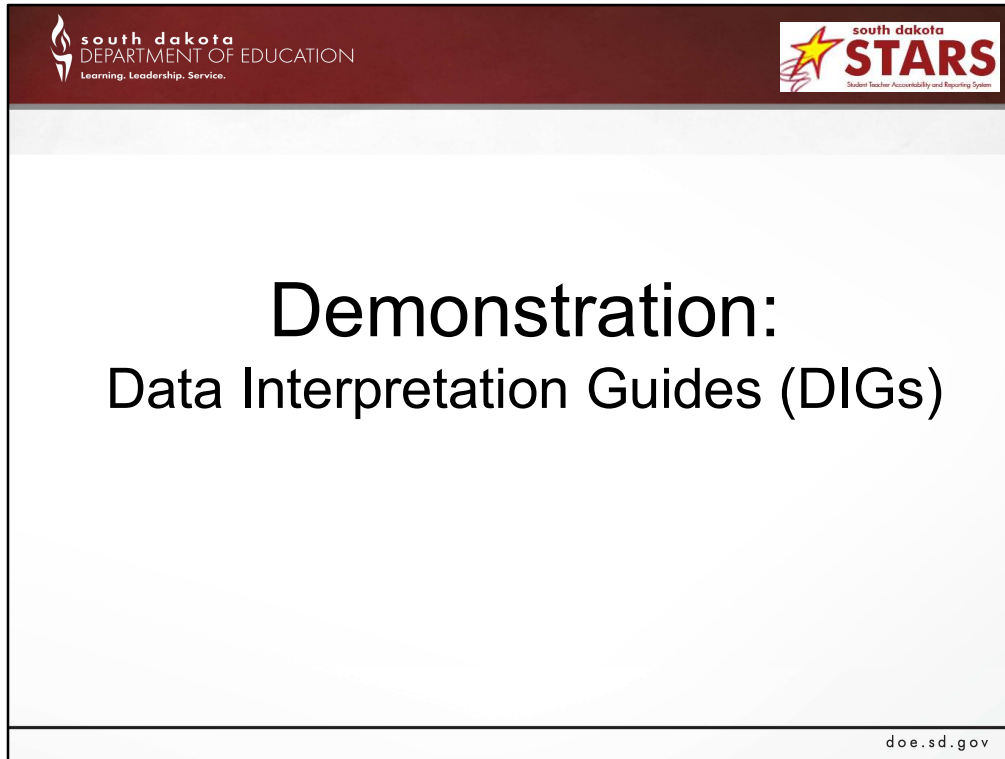 south dakota
DEPARTMENT OF EDUCATION
Learning. Leadership. Service.
south dakota
STARS
Student Teacher Accountability and Reporting System
Demonstration:
Data Interpretation Guides (DIGs)
doe.sd.gov